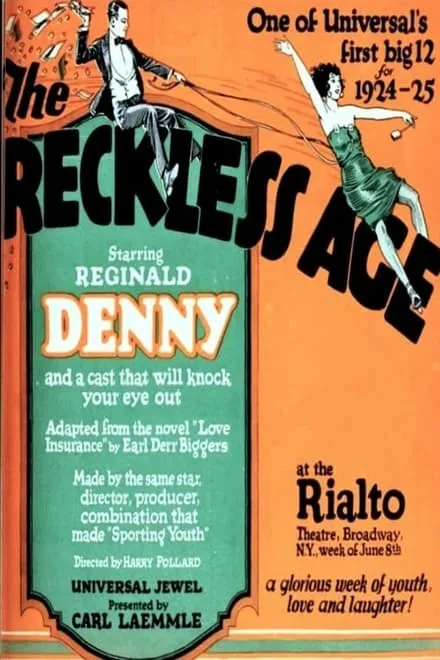 One of Universal's
first big 12
for
1924-25
The
RECKLESS AGE
Starring
REGINALD
DENNY
and a cast that will knock
your eye out
Adapted from the novel "Love
Insurance" by Earl Derr Biggers
Made by the same star,
director, producer,
combination that
made "Sporting Youth"
Directed by HARRY POLLARD
UNIVERSAL JEWEL
Presented by
CARL LAEMMLE
at the
Rialto
Theatre, Broadway,
N.Y., week of June 8th
a glorious week of youth,
love and laughter!